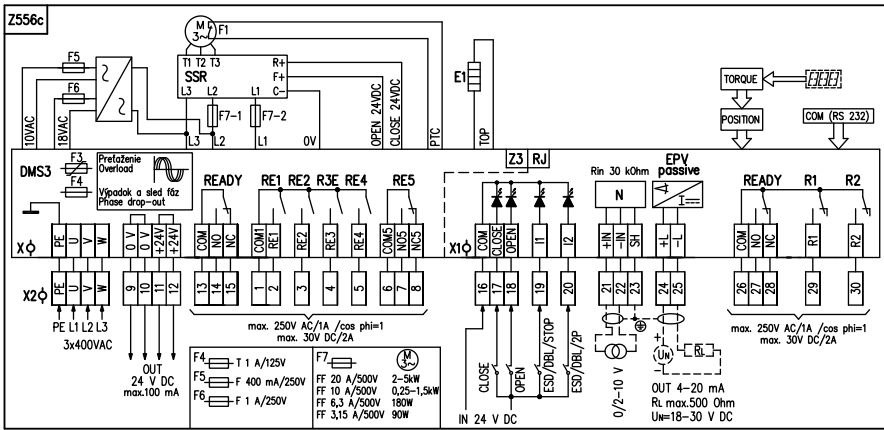 Z556c
F5
F6
10VAC
18VAC
M
3~
F1
T1 T2 T3
SSR
R+
F+
C-
L3 L2 L1
F7-1
F7-2
L3
L2
L1
0V
OPEN 24VDC
CLOSE 24VDC
PTC
E1
TOP
TORQUE
POSITION
COM (RS 232)
DMS3
F3
F4
Preťaženie
Overload
Výpadok a sled fáz
Phase drop-out
READY
RE1 RE2 R3E RE4
RE5
Z3 RJ
Rin 30 kOhm
N
EPV
passive
READY
R1
R2
X
PE U V W
0 V
0 V
+24V
+24V
COM NO NC
COM1 RE1
RE2
RE3
RE4
COM5 NO5 NC5
X1
COM CLOSE OPEN
I1
I2
+IN -IN SH
+L -L
COM NO NC
R1
R2
X2
PE U V W
9 10 11 12
13 14 15
1 2
3
4
5
6 7 8
16 17 18
19
20
21 22 23
24 25
26 27 28
29
30
PE L1 L2 L3
3x400VAC
OUT
24 V DC
max.100 mA
max. 250V AC/1A /cos phi=1
max. 30V DC/2A
F4 T 1 A/125V
F5 F 400 mA/250V
F6 F 1 A/250V
F7
M
3~
FF 20 A/500V 2-5kW
FF 10 A/500V 0,25-1,5kW
FF 6,3 A/500V 180W
FF 3,15 A/500V 90W
CLOSE
OPEN
ESD/DBL/STOP
ESD/DBL/2P
IN 24 V DC
0/2-10 V
+
UN
-
RL
OUT 4-20 mA
RL max.500 Ohm
UN=18-30 V DC
max. 250V AC/1A /cos phi=1
max. 30V DC/2A